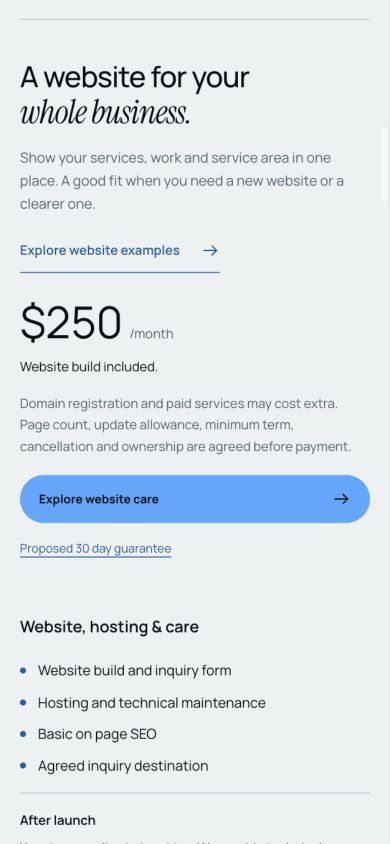 A website for your
whole business.
Show your services, work and service area in one
place. A good fit when you need a new website or a
clearer one.
Explore website examples
$250 /month
Website build included.
Domain registration and paid services may cost extra.
Page count, update allowance, minimum term,
cancellation and ownership are agreed before payment.
Explore website care
Proposed 30 day guarantee
Website, hosting & care
Website build and inquiry form
Hosting and technical maintenance
Basic on page SEO
Agreed inquiry destination
After launch